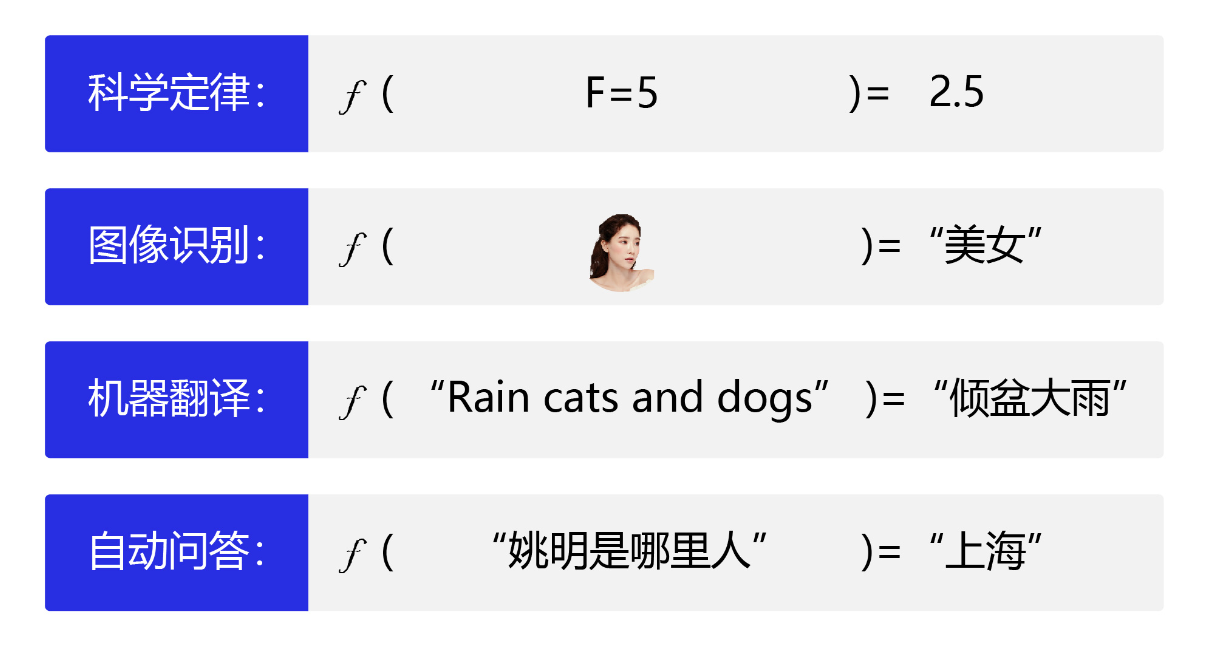 科学定律： 𝑓 ( F=5 )= 2.5
图像识别： 𝑓 ( )= “美女”
机器翻译： 𝑓 ( “Rain cats and dogs” )= “倾盆大雨”
自动问答： 𝑓 ( “姚明是哪里人” )= “上海”